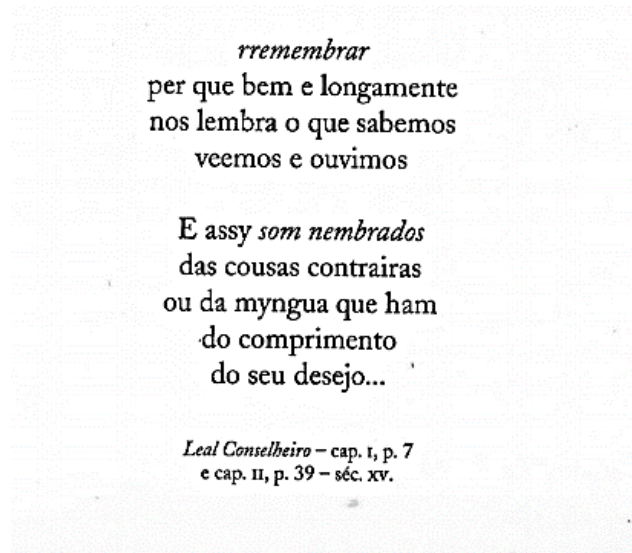 rremembrar
per que bem e longamente
nos lembra o que sabemos
veemos e ouvimos
E assy som nembrados
das cousas contrairas
ou da myngua que ham
do comprimento
do seu desejo...
Leal Conselheiro – cap. I, p. 7
e cap. II, p. 39 – séc. XV.